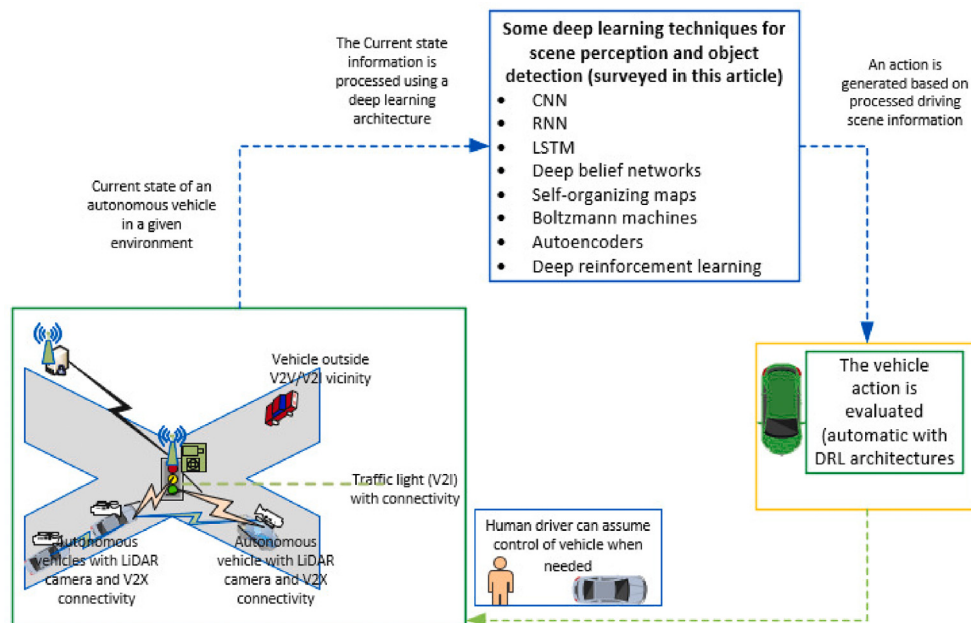 The Current state
information is
processed using a
deep learning
architecture
Some deep learning techniques for
scene perception and object
detection (surveyed in this article)
• CNN
• RNN
• LSTM
• Deep belief networks
• Self-organizing maps
• Boltzmann machines
• Autoencoders
• Deep reinforcement learning
An action is
generated based on
processed driving
scene information
Current state of an
autonomous vehicle
in a given
environment
Vehicle outside
V2V/V2I vicinity
Traffic light (V2I)
with connectivity
Autonomous
vehicles with LiDAR
camera and V2X
connectivity
Autonomous
vehicle with LiDAR
camera and V2X
connectivity
The vehicle
action is
evaluated
(automatic with
DRL architectures
Human driver can assume
control of vehicle when
needed